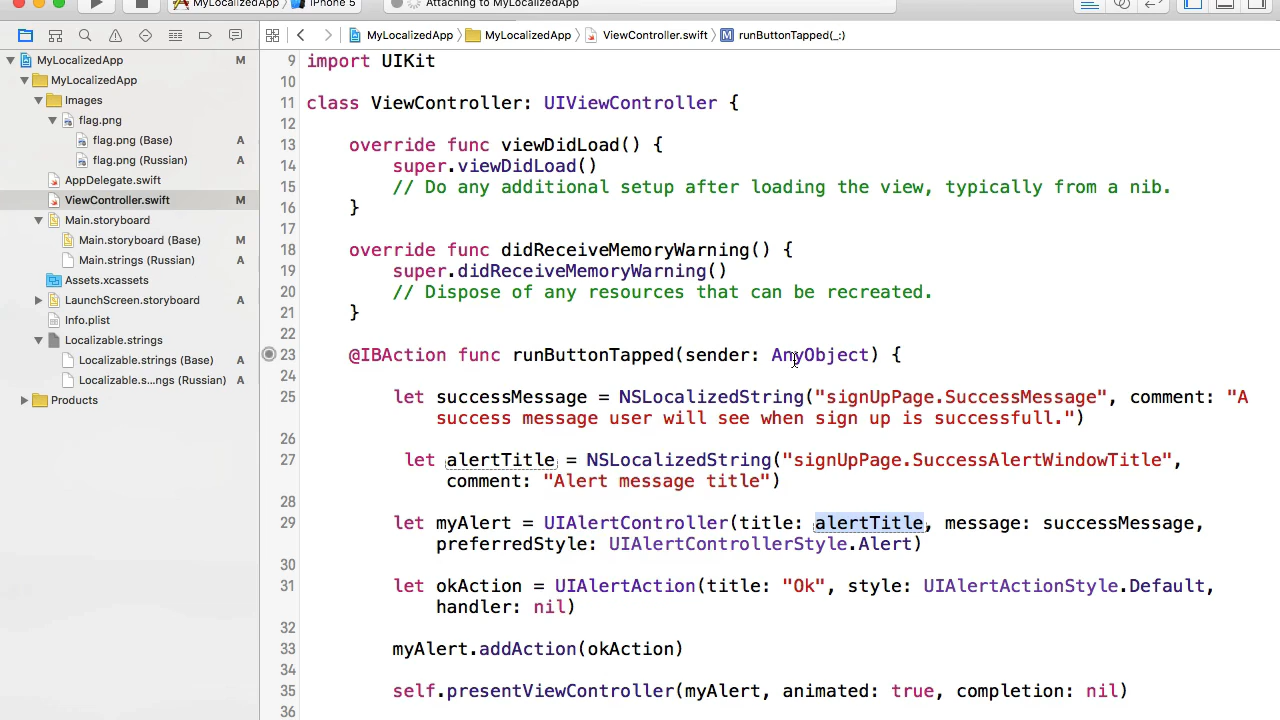 MyLocalizedApp
iPhone 5
Attaching to MyLocalizedApp
MyLocalizedApp
MyLocalizedApp
ViewController.swift
M
runButtonTapped(_:)
MyLocalizedApp M
MyLocalizedApp
Images
flag.png
flag.png (Base) A
flag.png (Russian) A
AppDelegate.swift A
ViewController.swift M
Main.storyboard
Main.storyboard (Base) M
Main.strings (Russian) A
Assets.xcassets
LaunchScreen.storyboard A
Info.plist
Localizable.strings
Localizable.strings (Base) A
Localizable.s...ngs (Russian) A
Products
9 import UIKit
10
11 class ViewController: UIViewController {
12
13 override func viewDidLoad() {
14 super.viewDidLoad()
15 // Do any additional setup after loading the view, typically from a nib.
16 }
17
18 override func didReceiveMemoryWarning() {
19 super.didReceiveMemoryWarning()
20 // Dispose of any resources that can be recreated.
21 }
22
23 @IBAction func runButtonTapped(sender: AnyObject) {
24
25 let successMessage = NSLocalizedString("signUpPage.SuccessMessage", comment: "A
success message user will see when sign up is successfull.")
26
27 let alertTitle = NSLocalizedString("signUpPage.SuccessAlertWindowTitle",
comment: "Alert message title")
28
29 let myAlert = UIAlertController(title: alertTitle, message: successMessage,
preferredStyle: UIAlertControllerStyle.Alert)
30
31 let okAction = UIAlertAction(title: "Ok", style: UIAlertActionStyle.Default,
handler: nil)
32
33 myAlert.addAction(okAction)
34
35 self.presentViewController(myAlert, animated: true, completion: nil)
36